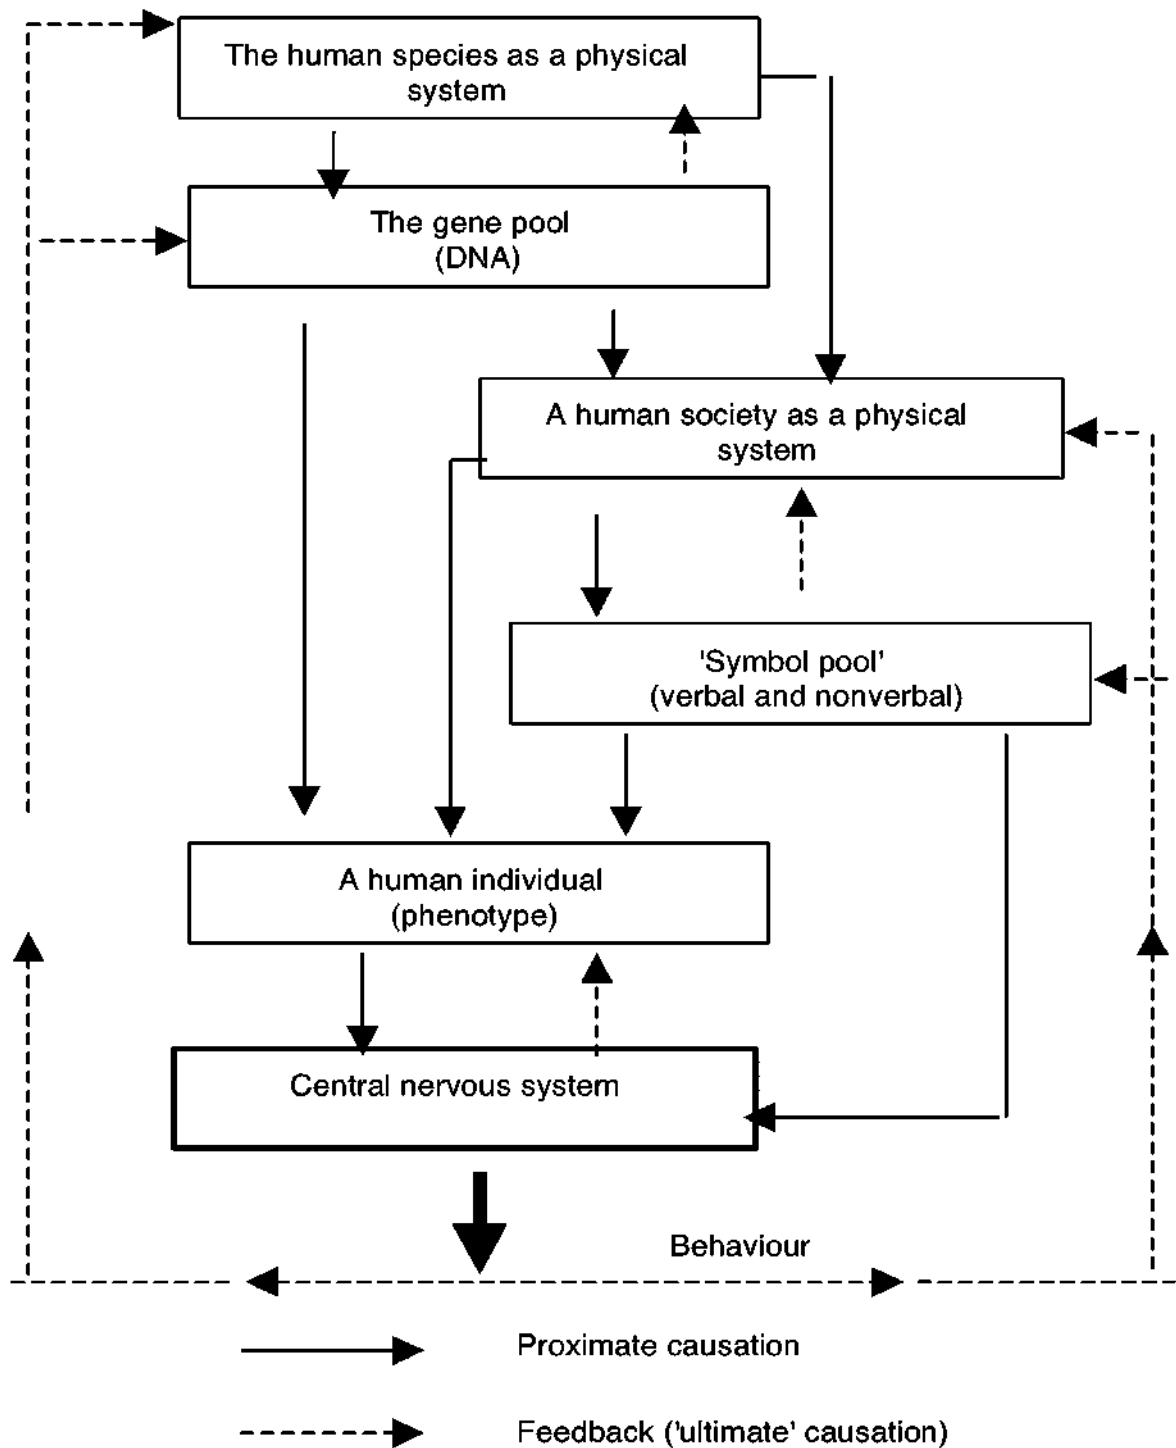 The human species as a physical
system
The gene pool
(DNA)
A human society as a physical
system
'Symbol pool'
(verbal and nonverbal)
A human individual
(phenotype)
Central nervous system
Behaviour
Proximate causation
Feedback ('ultimate' causation)